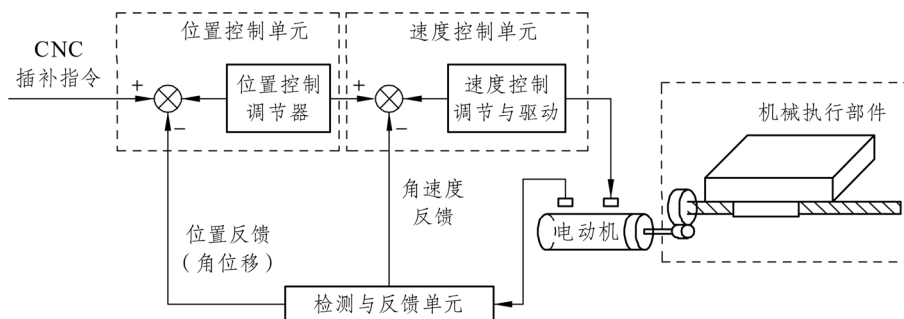 位置控制单元
速度控制单元
CNC
插补指令
+
位置控制
调节器
+
速度控制
调节与驱动
−
−
机械执行部件
角速度
反馈
位置反馈
（角位移）
电动机
检测与反馈单元